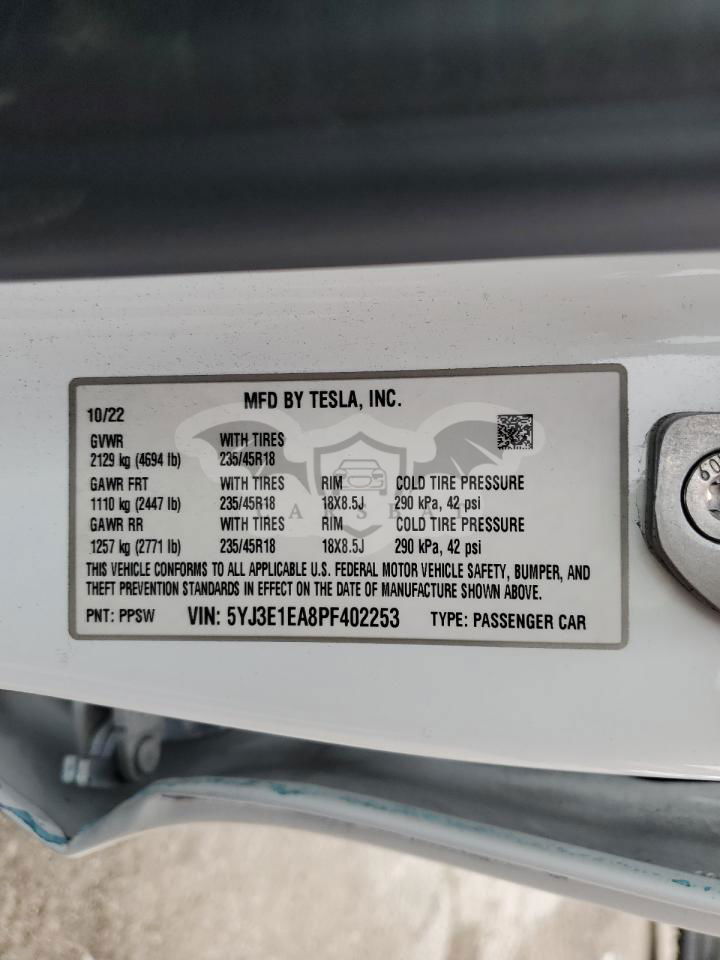 MFD BY TESLA, INC.
10/22
GVWR WITH TIRES
2129 kg (4694 lb) 235/45R18
GAWR FRT WITH TIRES RIM COLD TIRE PRESSURE
1110 kg (2447 lb) 235/45R18 18X8.5J 290 kPa, 42 psi
GAWR RR WITH TIRES RIM COLD TIRE PRESSURE
1257 kg (2771 lb) 235/45R18 18X8.5J 290 kPa, 42 psi
THIS VEHICLE CONFORMS TO ALL APPLICABLE U.S. FEDERAL MOTOR VEHICLE SAFETY, BUMPER, AND
THEFT PREVENTION STANDARDS IN EFFECT ON THE DATE OF MANUFACTURE SHOWN ABOVE.
PNT: PPSW VIN: 5YJ3E1EA8PF402253 TYPE: PASSENGER CAR